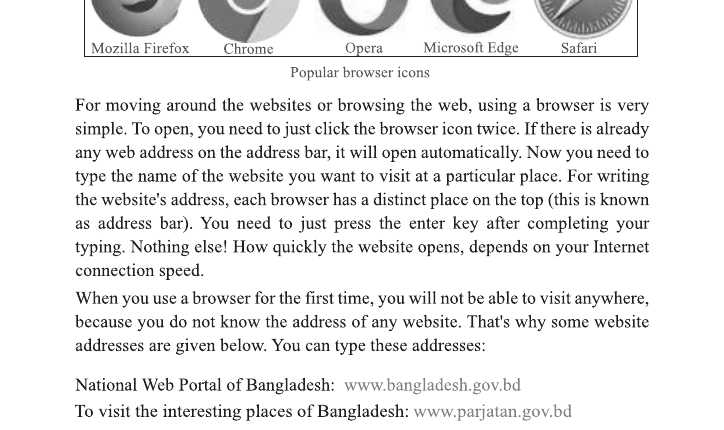 Mozilla Firefox Chrome Opera Microsoft Edge Safari
Popular browser icons
For moving around the websites or browsing the web, using a browser is very
simple. To open, you need to just click the browser icon twice. If there is already
any web address on the address bar, it will open automatically. Now you need to
type the name of the website you want to visit at a particular place. For writing
the website's address, each browser has a distinct place on the top (this is known
as address bar). You need to just press the enter key after completing your
typing. Nothing else! How quickly the website opens, depends on your Internet
connection speed.
When you use a browser for the first time, you will not be able to visit anywhere,
because you do not know the address of any website. That's why some website
addresses are given below. You can type these addresses:
National Web Portal of Bangladesh: www.bangladesh.gov.bd
To visit the interesting places of Bangladesh: www.parjatan.gov.bd